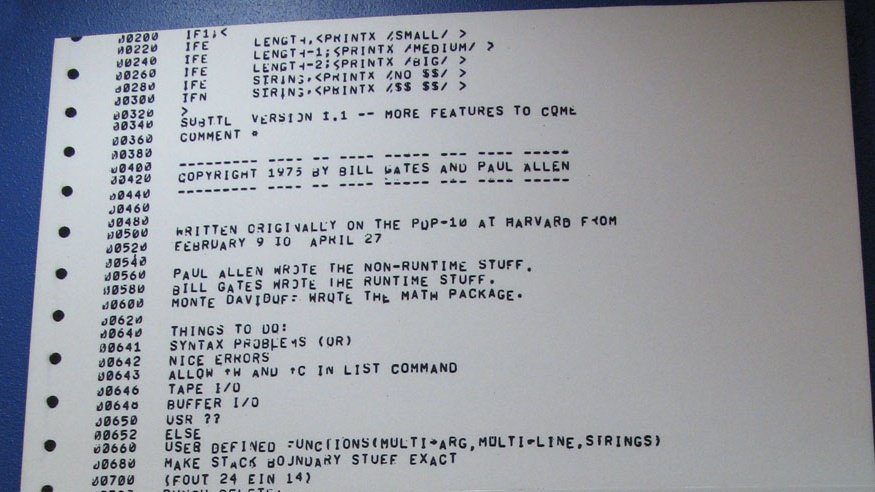 00200 IF1,<
00220 IFE LENGTH,<PRINTX /SMALL/ >
00240 IFE LENGTH-1,<PRINTX /MEDIUM/ >
00260 IFE LENGTH-2,<PRINTX /BIG/ >
00280 IFE STRING,<PRINTX /NO $$/ >
00300 IFN STRING,<PRINTX /$$ $$/ >
00320 >
00340 SUBTTL VERSION 1.1 -- MORE FEATURES TO COME
00360 COMMENT *
00380
00400 --------- ---- -- ---- ----- --- ---- -----
00420 COPYRIGHT 1975 BY BILL GATES AND PAUL ALLEN
00440 --------- ---- -- ---- ----- --- ---- -----
00460
00480
00500 WRITTEN ORIGINALLY ON THE PDP-10 AT HARVARD FROM
00520 FEBRUARY 9 TO APRIL 27
00540
00560 PAUL ALLEN WROTE THE NON-RUNTIME STUFF.
00580 BILL GATES WROTE THE RUNTIME STUFF.
00600 MONTE DAVIDOFF WROTE THE MATH PACKAGE.
00620
00640 THINGS TO DO:
00641 SYNTAX PROBLEMS (OR)
00642 NICE ERRORS
00643 ALLOW ^W AND ^C IN LIST COMMAND
00646 TAPE I/O
00648 BUFFER I/O
00650 USR ??
00652 ELSE
00660 USER DEFINED FUNCTIONS(MULTI-ARG,MULTI-LINE,STRINGS)
00680 MAKE STACK BOUNDARY STUFF EXACT
00700 (FOUT 24 FIN 14)